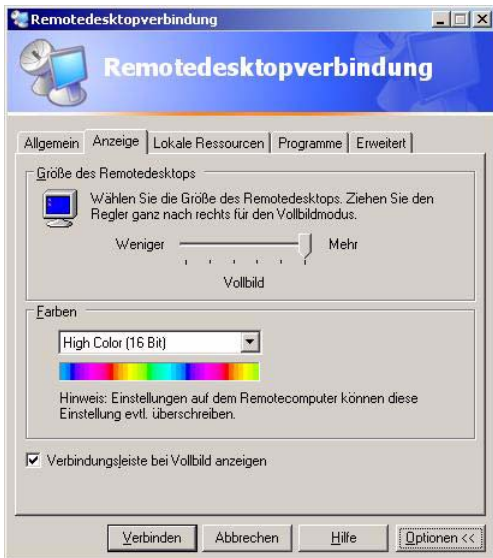 Remotedesktopverbindung
Remotedesktopverbindung
Allgemein Anzeige Lokale Ressourcen Programme Erweitert
Größe des Remotedesktops
Wählen Sie die Größe des Remotedesktops. Ziehen Sie den
Regler ganz nach rechts für den Vollbildmodus.
Weniger Mehr
Vollbild
Farben
High Color (16 Bit)
Hinweis: Einstellungen auf dem Remotecomputer können diese
Einstellung evtl. überschreiben.
Verbindungsleiste bei Vollbild anzeigen
Verbinden Abbrechen Hilfe Optionen <<